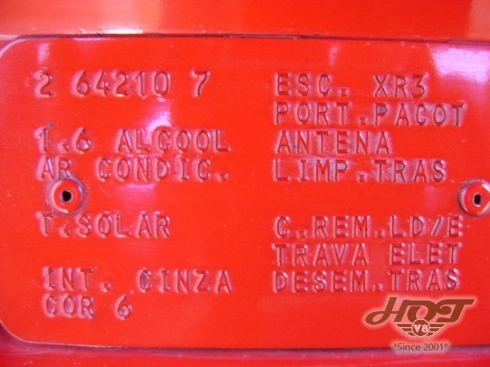 2 64210 7 ESC. XR3
PORT.PACOT
1.6 ALCOOL ANTENA
AR CONDIC. LIMP.TRAS
T.SOLAR C.REM.LD/E
TRAVA ELET
INT. CINZA DESEM.TRAS
COR 6
HOT
V8
*Since 2001*